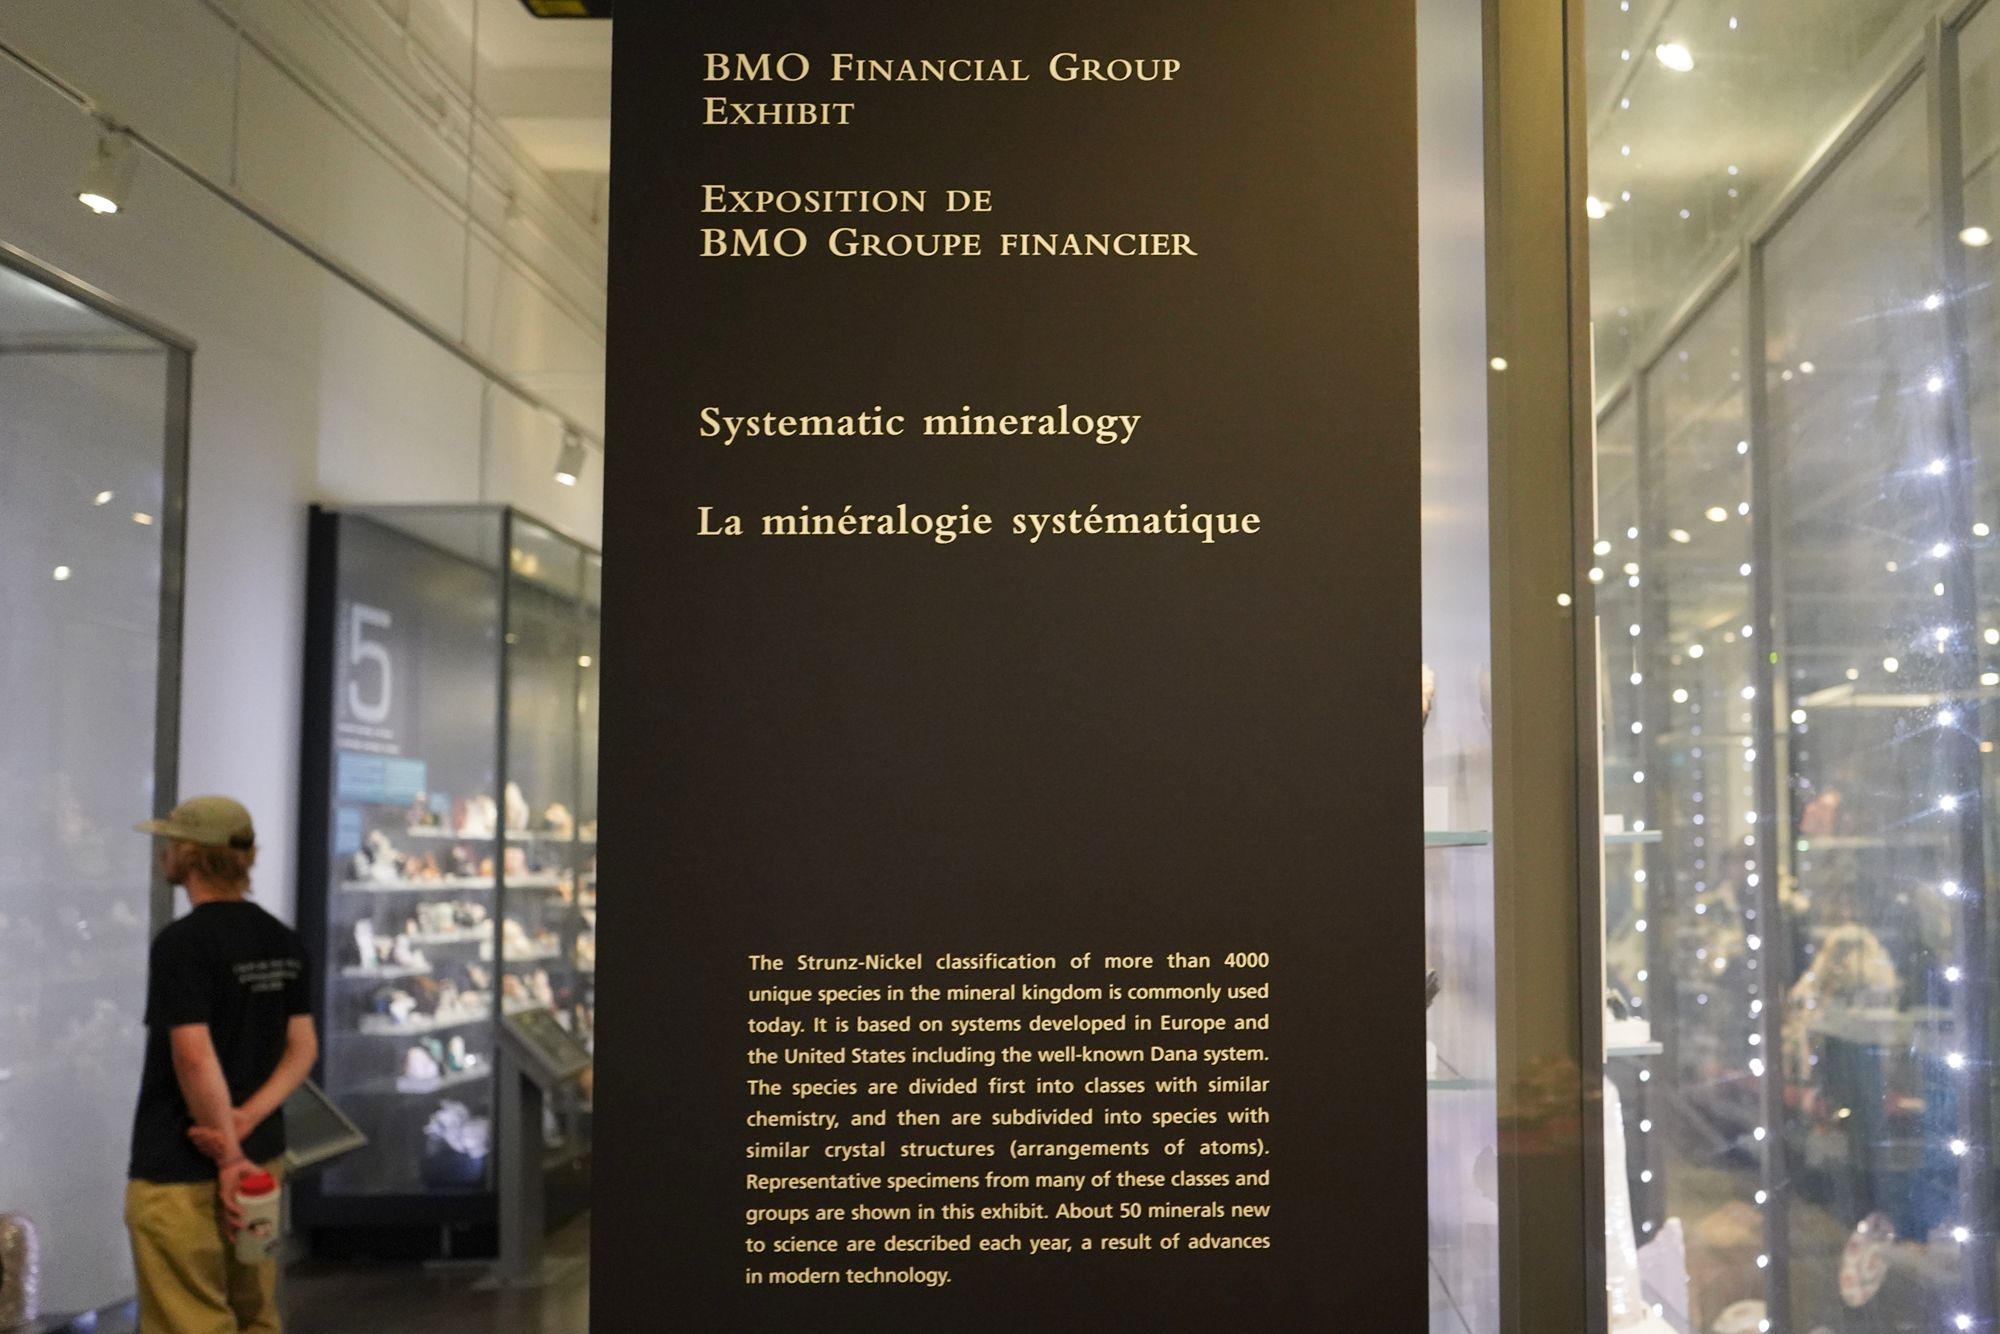 BMO Financial Group
Exhibit
Exposition de
BMO Groupe financier
Systematic mineralogy
La minéralogie systématique
The Strunz-Nickel classification of more than 4000
unique species in the mineral kingdom is commonly used
today. It is based on systems developed in Europe and
the United States including the well-known Dana system.
The species are divided first into classes with similar
chemistry, and then are subdivided into species with
similar crystal structures (arrangements of atoms).
Representative specimens from many of these classes and
groups are shown in this exhibit. About 50 minerals new
to science are described each year, a result of advances
in modern technology.
5